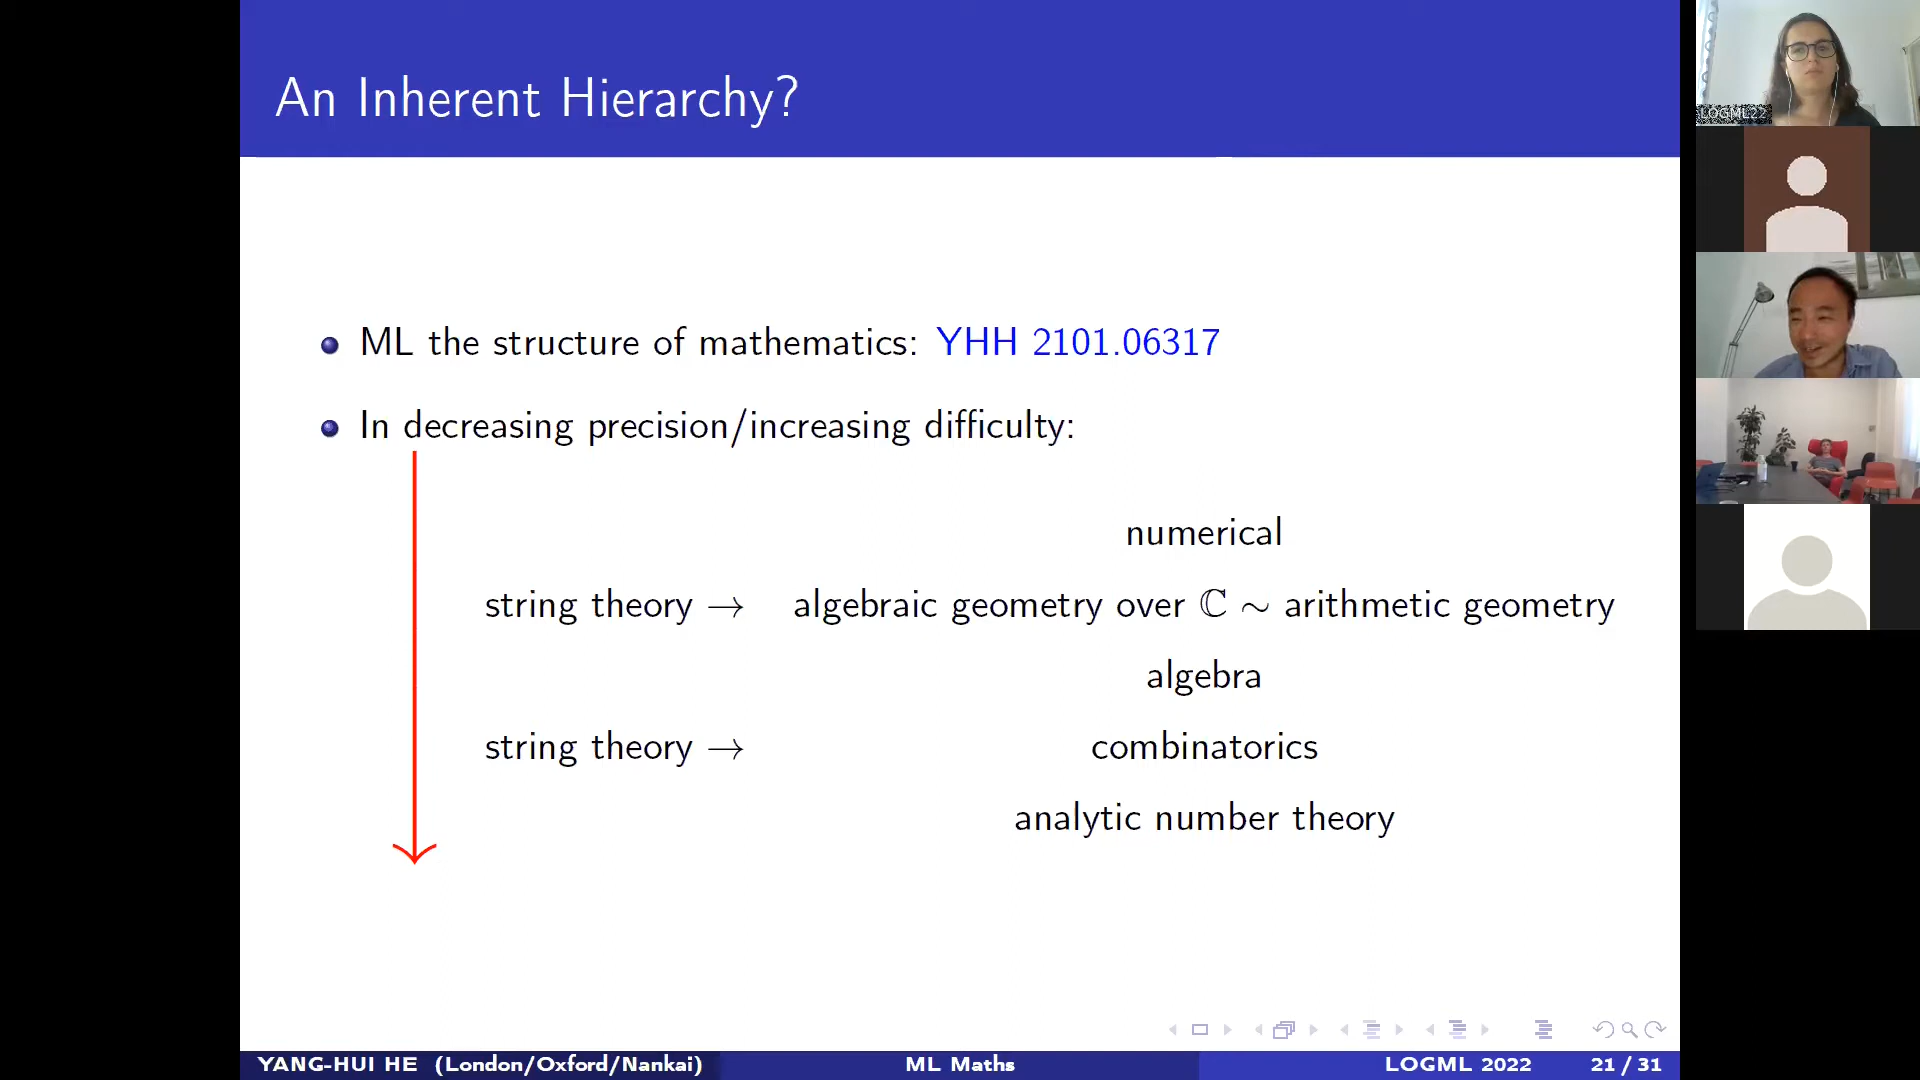 An Inherent Hierarchy?
ML the structure of mathematics: YHH 2101.06317
In decreasing precision/increasing difficulty:
numerical
string theory → algebraic geometry over ℂ ∼ arithmetic geometry
algebra
string theory → combinatorics
analytic number theory
YANG-HUI HE (London/Oxford/Nankai) ML Maths LOGML 2022 21 / 31
LOGML22